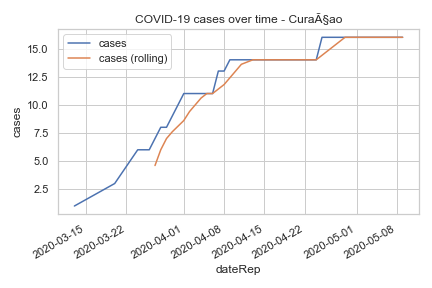 COVID-19 cases over time - CuraÃ§ao
cases
cases (rolling)
15.0
12.5
10.0
7.5
5.0
2.5
cases
2020-03-15
2020-03-22
2020-04-01
2020-04-08
2020-04-15
2020-04-22
2020-05-01
2020-05-08
dateRep